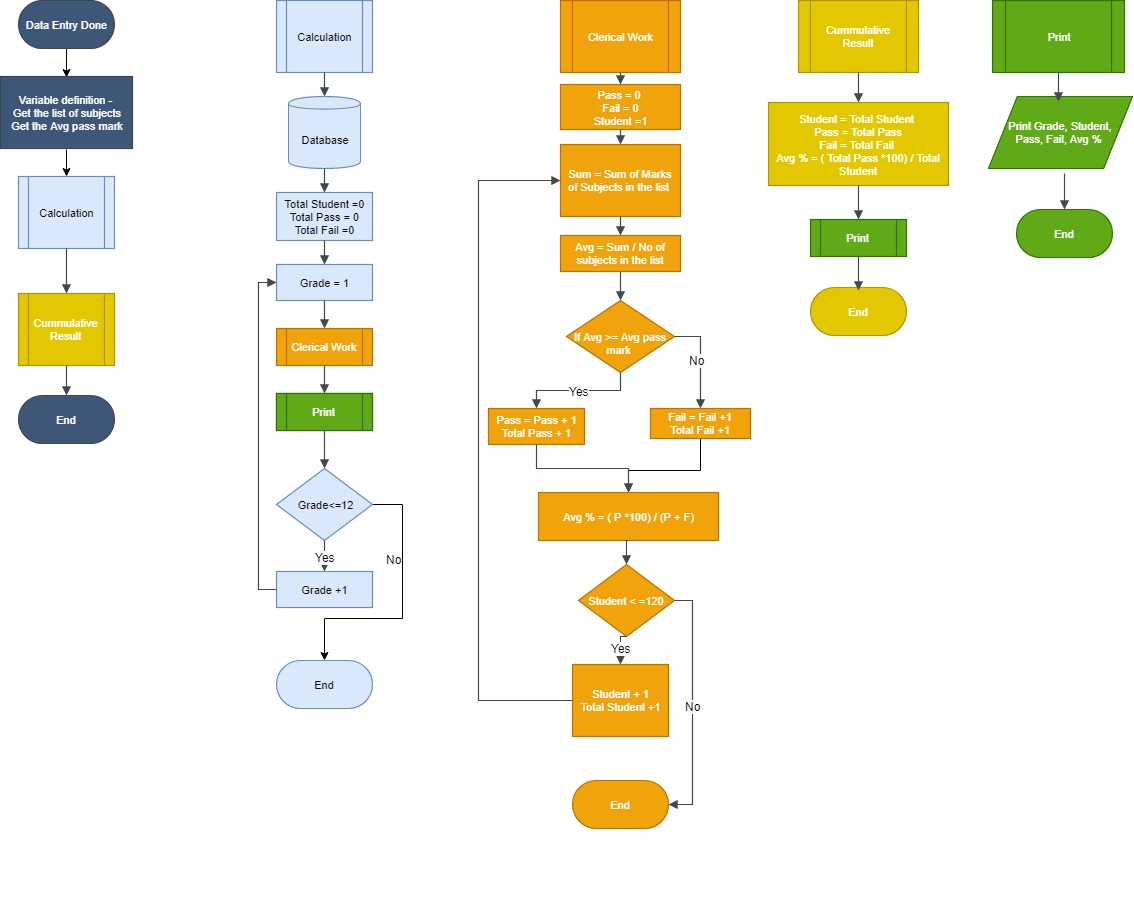 Data Entry Done
Variable definition -
Get the list of subjects
Get the Avg pass mark
Calculation
Cummulative
Result
End
Calculation
Database
Total Student =0
Total Pass = 0
Total Fail =0
Grade = 1
Clerical Work
Print
Grade<=12
Yes
No
Grade +1
End
Clerical Work
Pass = 0
Fail = 0
Student =1
Sum = Sum of Marks
of Subjects in the list
Avg = Sum / No of
subjects in the list
If Avg >= Avg pass
mark
No
Yes
Pass = Pass + 1
Total Pass + 1
Fail = Fail +1
Total Fail +1
Avg % = ( P *100) / (P + F)
Student < =120
Yes
No
Student + 1
Total Student +1
End
Cummulative
Result
Student = Total Student
Pass = Total Pass
Fail = Total Fail
Avg % = ( Total Pass *100) / Total
Student
Print
End
Print
Print Grade, Student,
Pass, Fail, Avg %
End